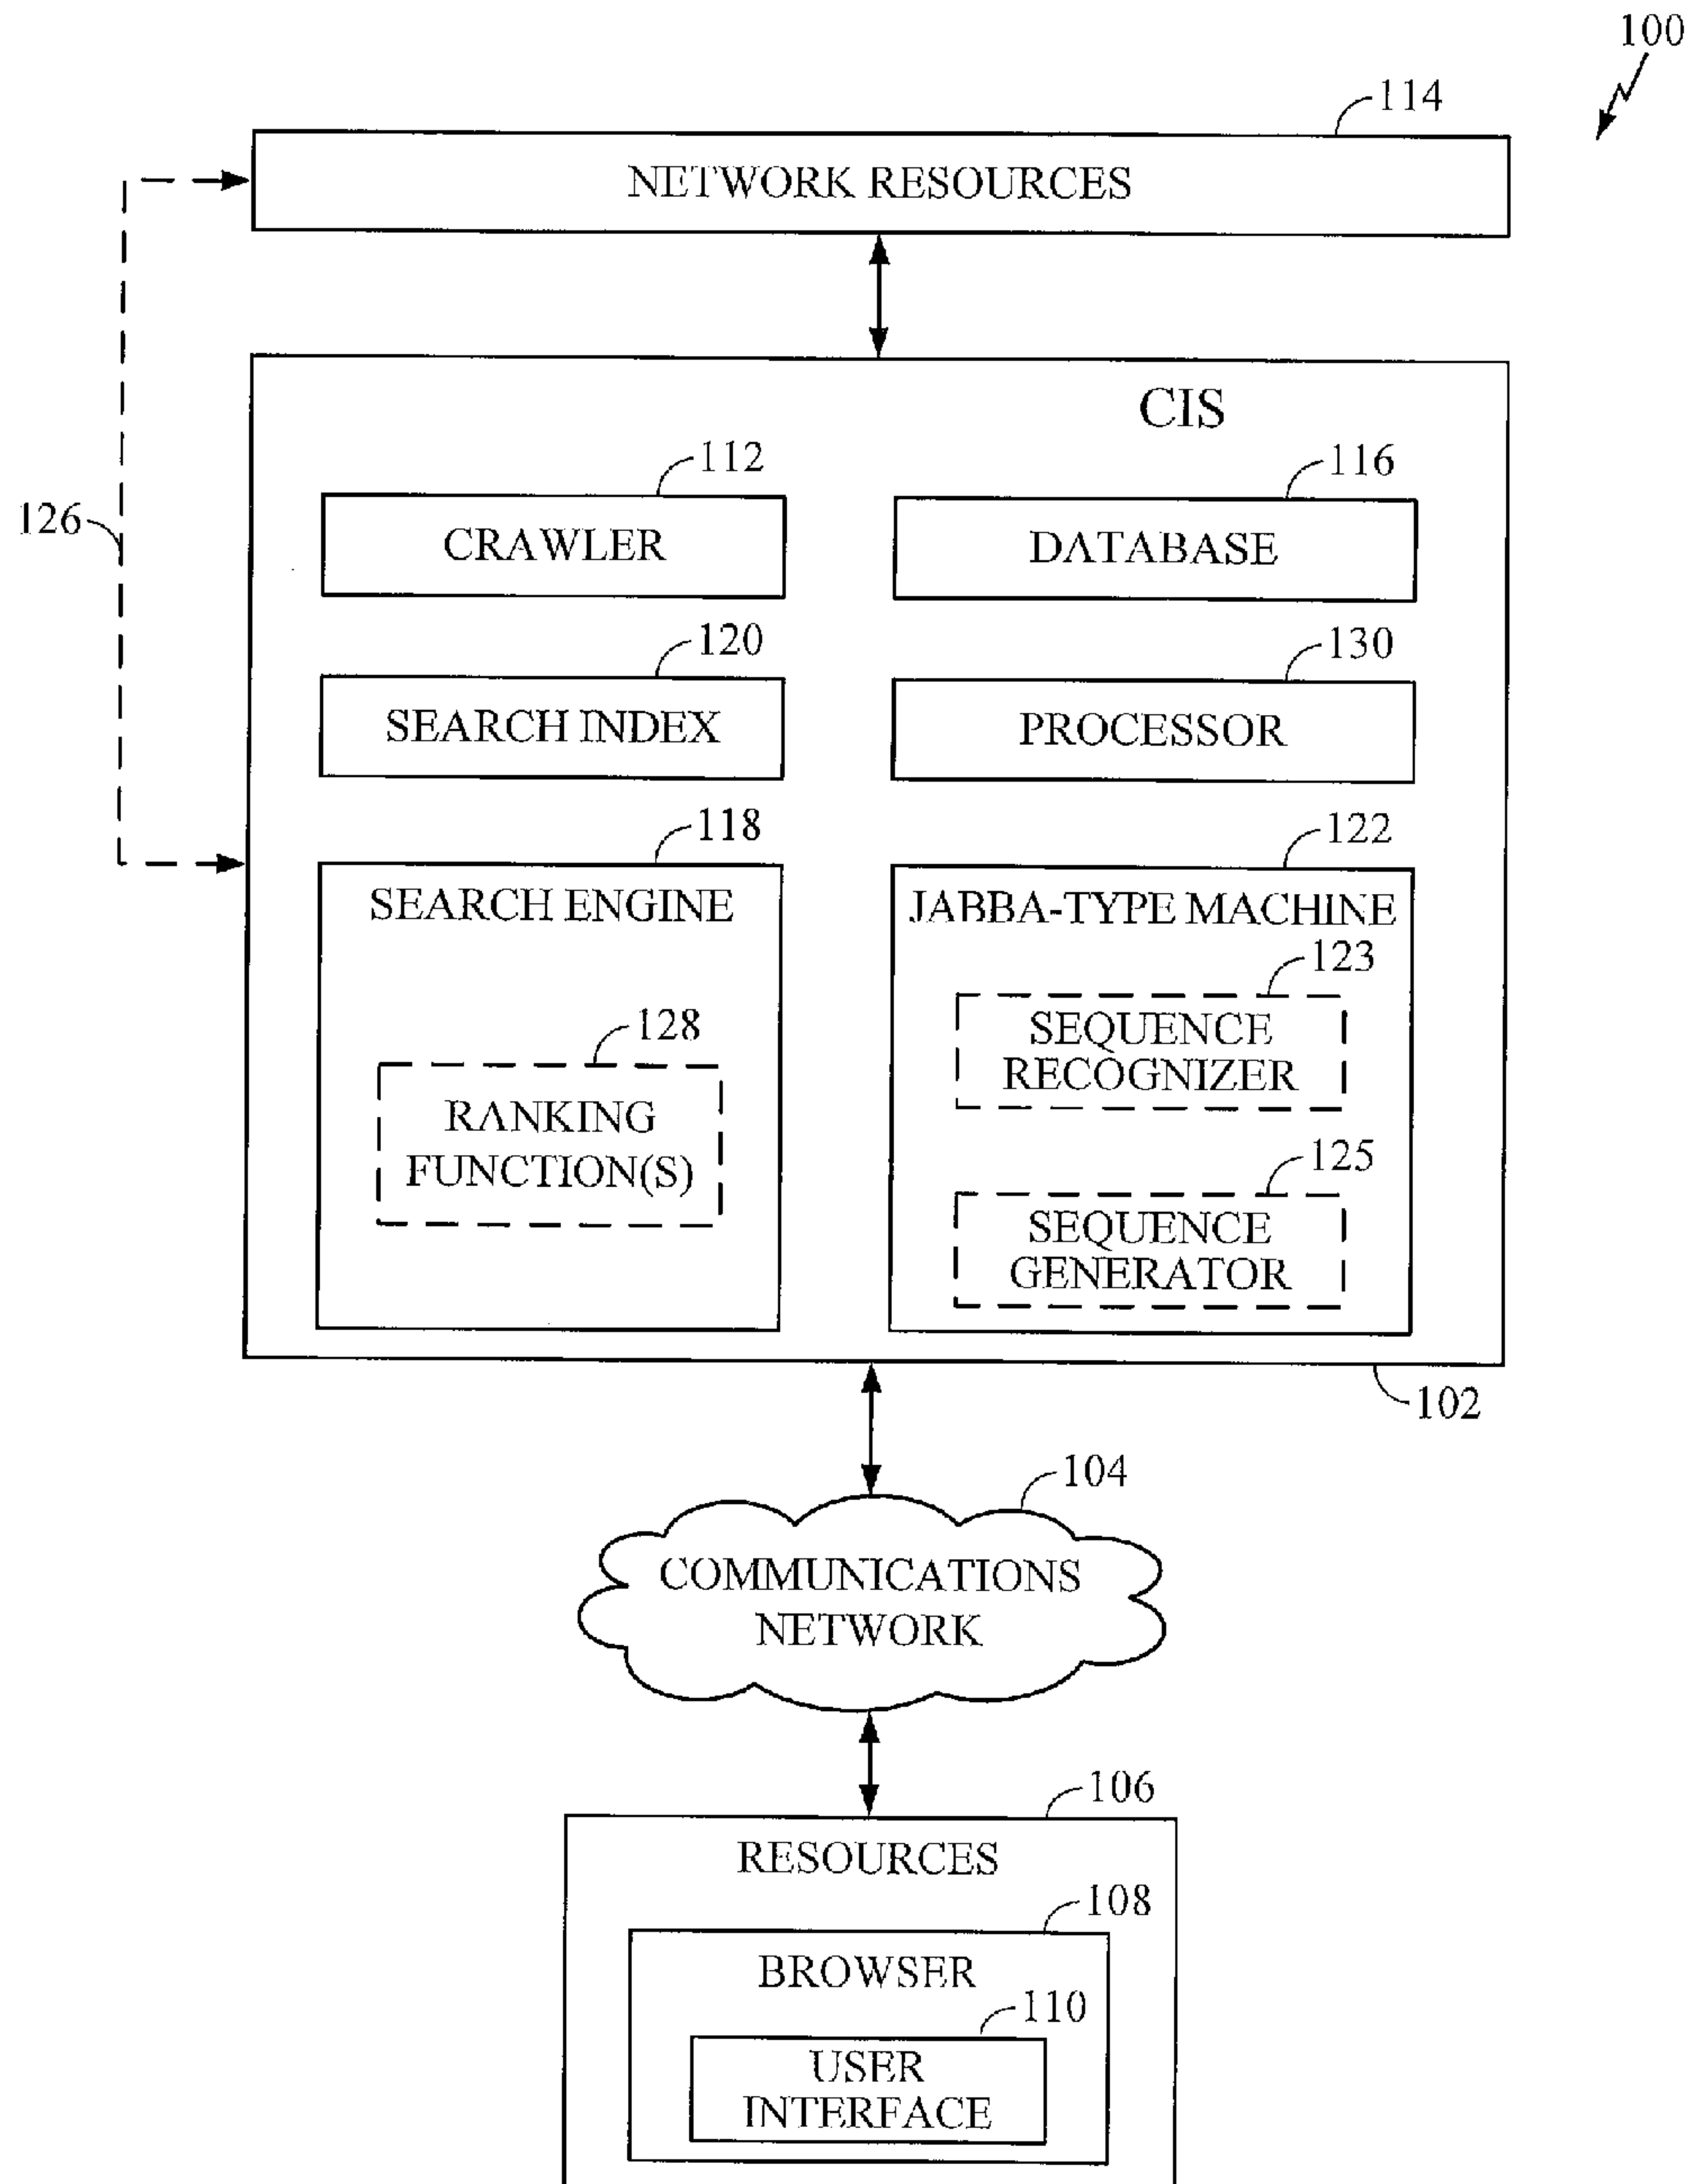 100
114
NETWORK RESOURCES
CIS
112
116
126
CRAWLER
DATABASE
120
130
SEARCH INDEX
PROCESSOR
118
122
SEARCH ENGINE
JABBA-TYPE MACHINE
123
128
SEQUENCE
RECOGNIZER
RANKING
FUNCTION(S)
125
SEQUENCE
GENERATOR
102
104
COMMUNICATIONS
NETWORK
106
RESOURCES
108
BROWSER
110
USER
INTERFACE